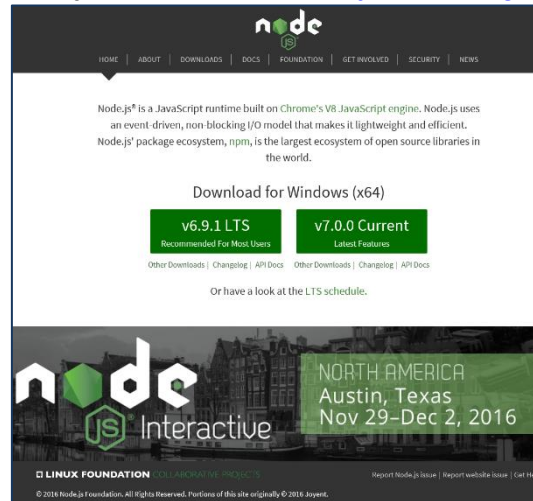 node
JS
HOME | ABOUT | DOWNLOADS | DOCS | FOUNDATION | GET INVOLVED | SECURITY | NEWS
Node.js® is a JavaScript runtime built on Chrome's V8 JavaScript engine. Node.js uses
an event-driven, non-blocking I/O model that makes it lightweight and efficient.
Node.js' package ecosystem, npm, is the largest ecosystem of open source libraries in
the world.
Download for Windows (x64)
v6.9.1 LTS
Recommended For Most Users
v7.0.0 Current
Latest Features
Other Downloads | Changelog | API Docs
Other Downloads | Changelog | API Docs
Or have a look at the LTS schedule.
node
JS® Interactive
NORTH AMERICA
Austin, Texas
Nov 29–Dec 2, 2016
LINUX FOUNDATION COLLABORATIVE PROJECTS
Report Node.js issue | Report website issue | Get
© 2016 Node.js Foundation. All Rights Reserved. Portions of this site originally © 2016 Joyent.